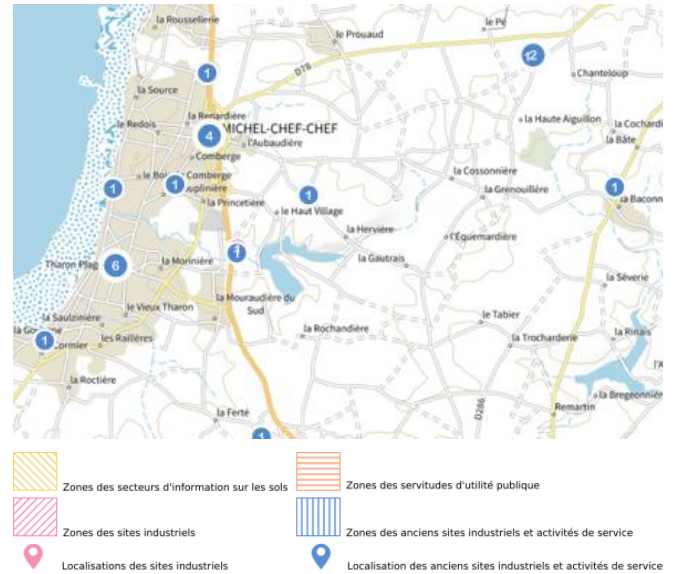 la Roussellerie
le Pé
le Prouaud
12
1
D78
Chanteloup
la Source
la Renardière
le Redois
4
MICHEL-CHEF-CHEF
la Haute Aiguillon
la Cochardi
l'Aubaudière
la Bâte
Comberge
la Cossonnière
1
1
1
la Grenouillère
1
la Baconn
la Princetière
le Haut Village
la Hervière
l'Équemardière
1
la Gautrais
Tharon Plag
6
la Morinière
la Séverie
le Vieux Tharon
la Mouraudière du
Sud
la Saulzinière
le Tabier
la Rochandière
la Rinais
1
Cormier
les Raillères
la Trocharderie
l'A
la Roctière
la Bregeonnière
Remartin
la Ferté
D286
1
Zones des secteurs d'information sur les sols
Zones des servitudes d'utilité publique
Zones des sites industriels
Zones des anciens sites industriels et activités de service
Localisations des sites industriels
Localisation des anciens sites industriels et activités de service